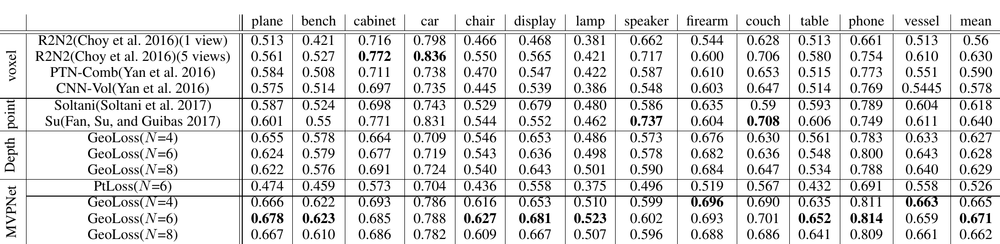 plane bench cabinet car chair display lamp speaker firearm couch table phone vessel mean
voxel
R2N2(Choy et al. 2016)(1 view) 0.513 0.421 0.716 0.798 0.466 0.468 0.381 0.662 0.544 0.628 0.513 0.661 0.513 0.56
R2N2(Choy et al. 2016)(5 views) 0.561 0.527 0.772 0.836 0.550 0.565 0.421 0.717 0.600 0.706 0.580 0.754 0.610 0.630
PTN-Comb(Yan et al. 2016) 0.584 0.508 0.711 0.738 0.470 0.547 0.422 0.587 0.610 0.653 0.515 0.773 0.551 0.590
CNN-Vol(Yan et al. 2016) 0.575 0.514 0.697 0.735 0.445 0.539 0.386 0.548 0.603 0.647 0.514 0.769 0.5445 0.578
point
Soltani(Soltani et al. 2017) 0.587 0.524 0.698 0.743 0.529 0.679 0.480 0.586 0.635 0.59 0.593 0.789 0.604 0.618
Su(Fan, Su, and Guibas 2017) 0.601 0.55 0.771 0.831 0.544 0.552 0.462 0.737 0.604 0.708 0.606 0.749 0.611 0.640
Depth
GeoLoss(N=4) 0.655 0.578 0.664 0.709 0.546 0.653 0.486 0.573 0.676 0.630 0.561 0.783 0.633 0.627
GeoLoss(N=6) 0.624 0.579 0.677 0.719 0.543 0.636 0.498 0.578 0.682 0.636 0.548 0.800 0.643 0.628
GeoLoss(N=8) 0.622 0.576 0.691 0.724 0.540 0.643 0.501 0.590 0.684 0.647 0.534 0.788 0.640 0.629
MVPNet
PtLoss(N=6) 0.474 0.459 0.573 0.704 0.436 0.558 0.375 0.496 0.519 0.567 0.432 0.691 0.558 0.526
GeoLoss(N=4) 0.666 0.622 0.693 0.786 0.616 0.653 0.510 0.599 0.696 0.690 0.635 0.811 0.663 0.665
GeoLoss(N=6) 0.678 0.623 0.685 0.788 0.627 0.681 0.523 0.602 0.693 0.701 0.652 0.814 0.659 0.671
GeoLoss(N=8) 0.667 0.610 0.686 0.782 0.609 0.667 0.507 0.596 0.688 0.686 0.641 0.809 0.661 0.662